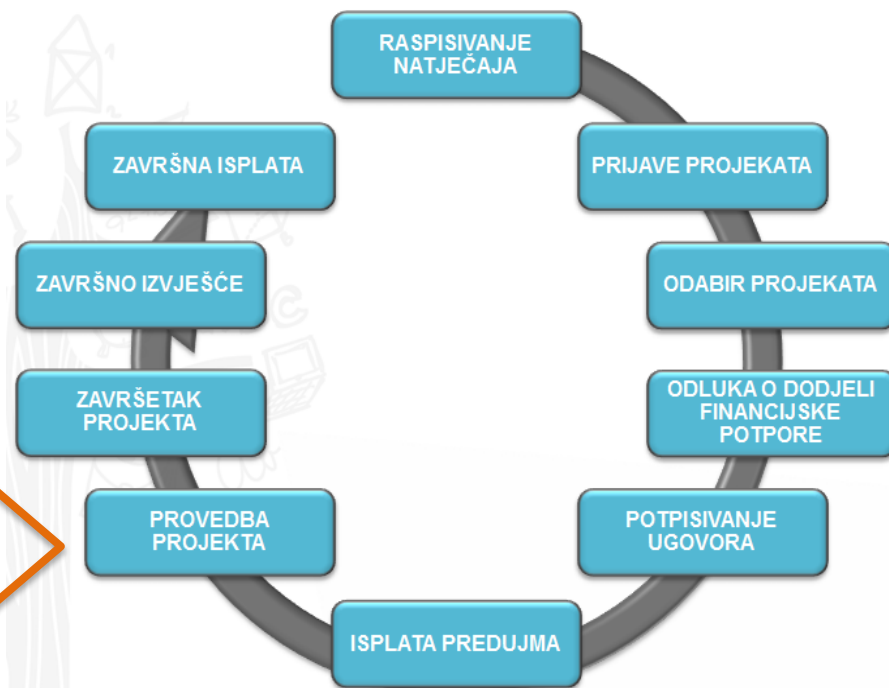 RASPISIVANJE
NATJEČAJA
PRIJAVE PROJEKATA
ODABIR PROJEKATA
ODLUKA O DODJELI
FINANCIJSKE
POTPORE
POTPISIVANJE
UGOVORA
ISPLATA PREDUJMA
PROVEDBA
PROJEKTA
ZAVRŠETAK
PROJEKTA
ZAVRŠNO IZVJEŠĆE
ZAVRŠNA ISPLATA